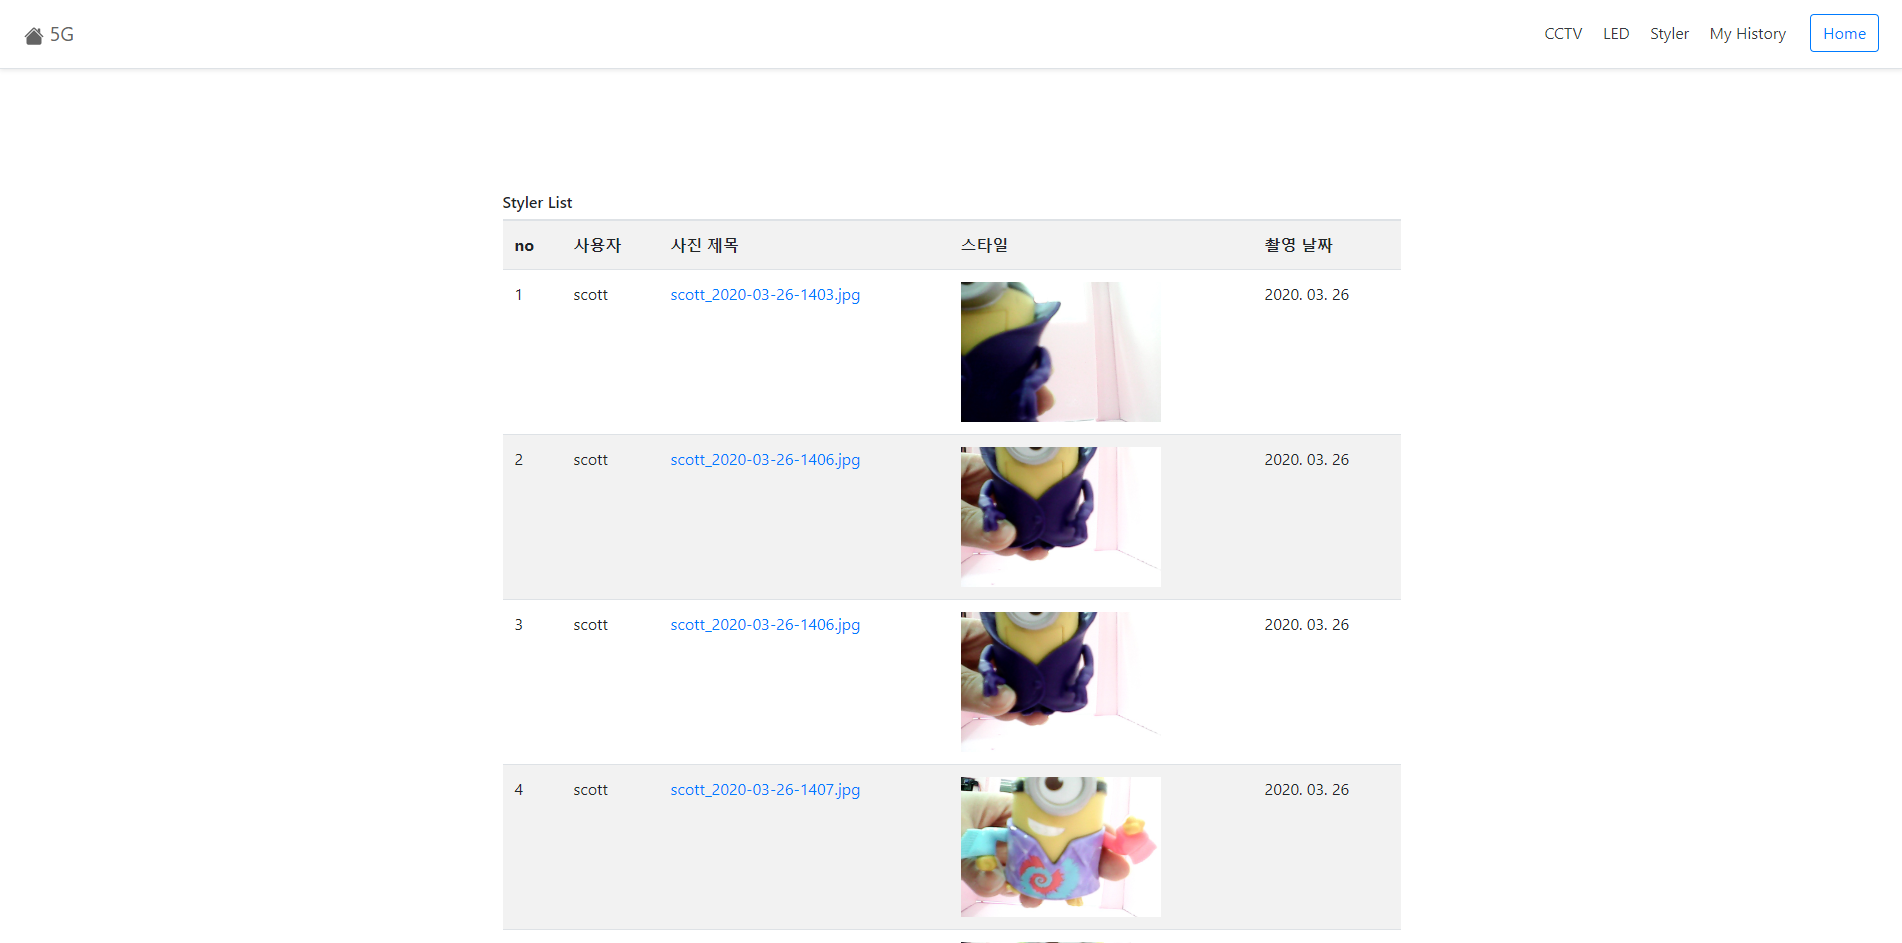 5G CCTV LED Styler My History Home
Styler List
no 사용자 사진 제목 스타일 촬영 날짜
1 scott scott_2020-03-26-1403.jpg 2020. 03. 26
2 scott scott_2020-03-26-1406.jpg 2020. 03. 26
3 scott scott_2020-03-26-1406.jpg 2020. 03. 26
4 scott scott_2020-03-26-1407.jpg 2020. 03. 26